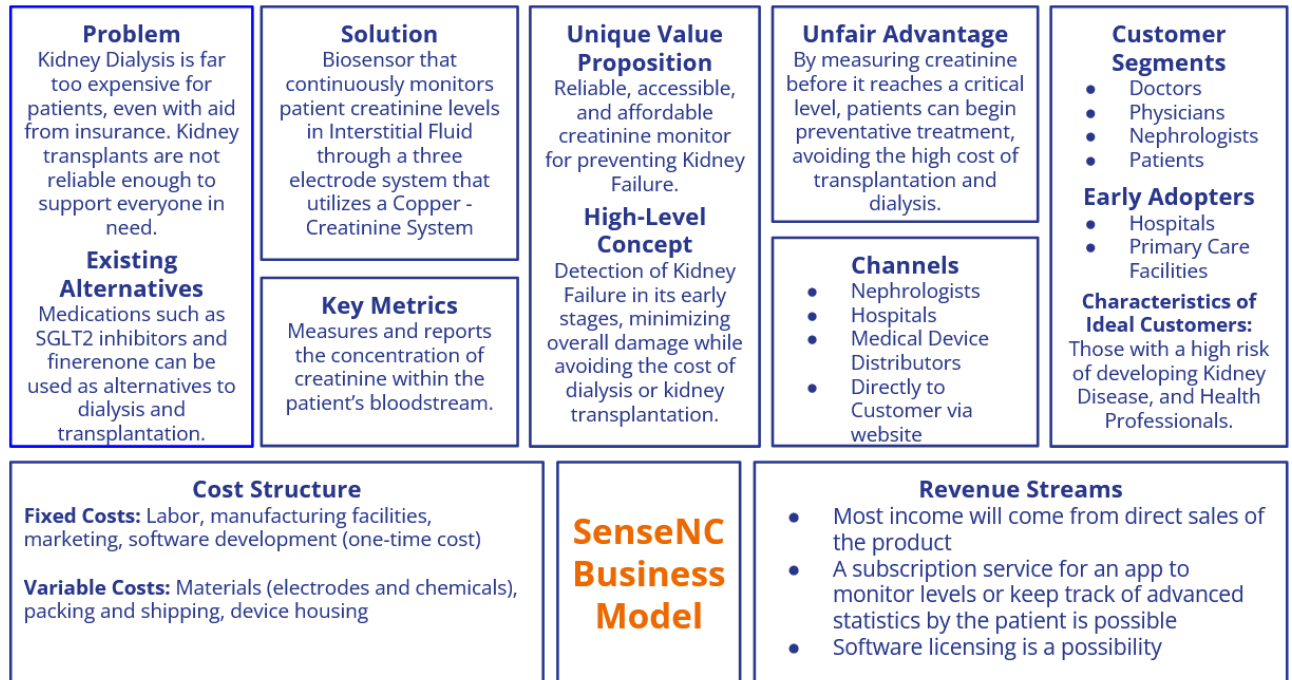 Problem
Kidney Dialysis is far
too expensive for
patients, even with aid
from insurance. Kidney
transplants are not
reliable enough to
support everyone in
need.
Existing
Alternatives
Medications such as
SGLT2 inhibitors and
finerenone can be
used as alternatives to
dialysis and
transplantation.
Solution
Biosensor that
continuously monitors
patient creatinine levels
in Interstitial Fluid
through a three
electrode system that
utilizes a Copper -
Creatinine System
Key Metrics
Measures and reports
the concentration of
creatinine within the
patient’s bloodstream.
Unique Value
Proposition
Reliable, accessible,
and affordable
creatinine monitor
for preventing Kidney
Failure.
High-Level
Concept
Detection of Kidney
Failure in its early
stages, minimizing
overall damage while
avoiding the cost of
dialysis or kidney
transplantation.
Unfair Advantage
By measuring creatinine
before it reaches a critical
level, patients can begin
preventative treatment,
avoiding the high cost of
transplantation and
dialysis.
Channels
● Nephrologists
● Hospitals
● Medical Device
Distributors
● Directly to
Customer via
website
Customer
Segments
● Doctors
● Physicians
● Nephrologists
● Patients
Early Adopters
● Hospitals
● Primary Care
Facilities
Characteristics of
Ideal Customers:
Those with a high risk
of developing Kidney
Disease, and Health
Professionals.
Cost Structure
Fixed Costs: Labor, manufacturing facilities,
marketing, software development (one-time cost)
Variable Costs: Materials (electrodes and chemicals),
packing and shipping, device housing
SenseNC
Business
Model
Revenue Streams
● Most income will come from direct sales of
the product
● A subscription service for an app to
monitor levels or keep track of advanced
statistics by the patient is possible
● Software licensing is a possibility